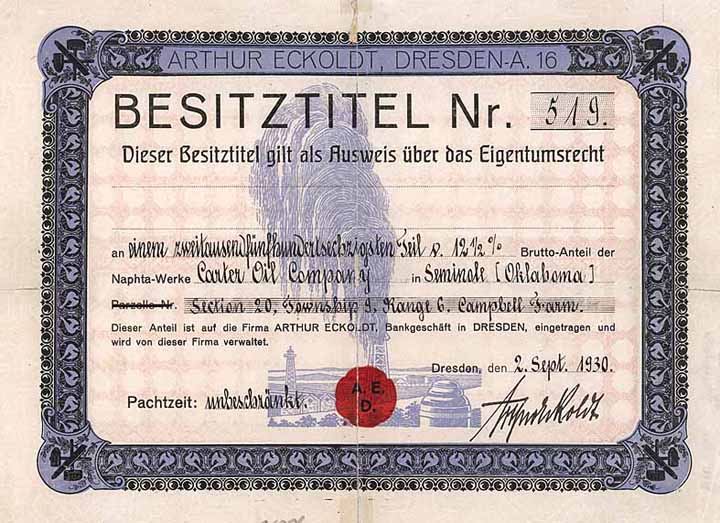 ARTHUR ECKOLDT, DRESDEN-A. 16
BESITZTITEL Nr. 519.
Dieser Besitztitel gilt als Ausweis über das Eigentumsrecht
an einem zweitausendfünfhundertsechzigsten Teil v. 12½% Brutto-Anteil der
Naphta-Werke Carter Oil Company in Seminole [Oklahoma]
Parzelle Nr. Section 20, Township 9, Range 6. Campbell Farm.
Dieser Anteil ist auf die Firma ARTHUR ECKOLDT, Bankgeschäft in DRESDEN, eingetragen und
wird von dieser Firma verwaltet.
Dresden, den 2. Sept. 1930.
Pachtzeit: unbeschränkt.
A. E.
D.